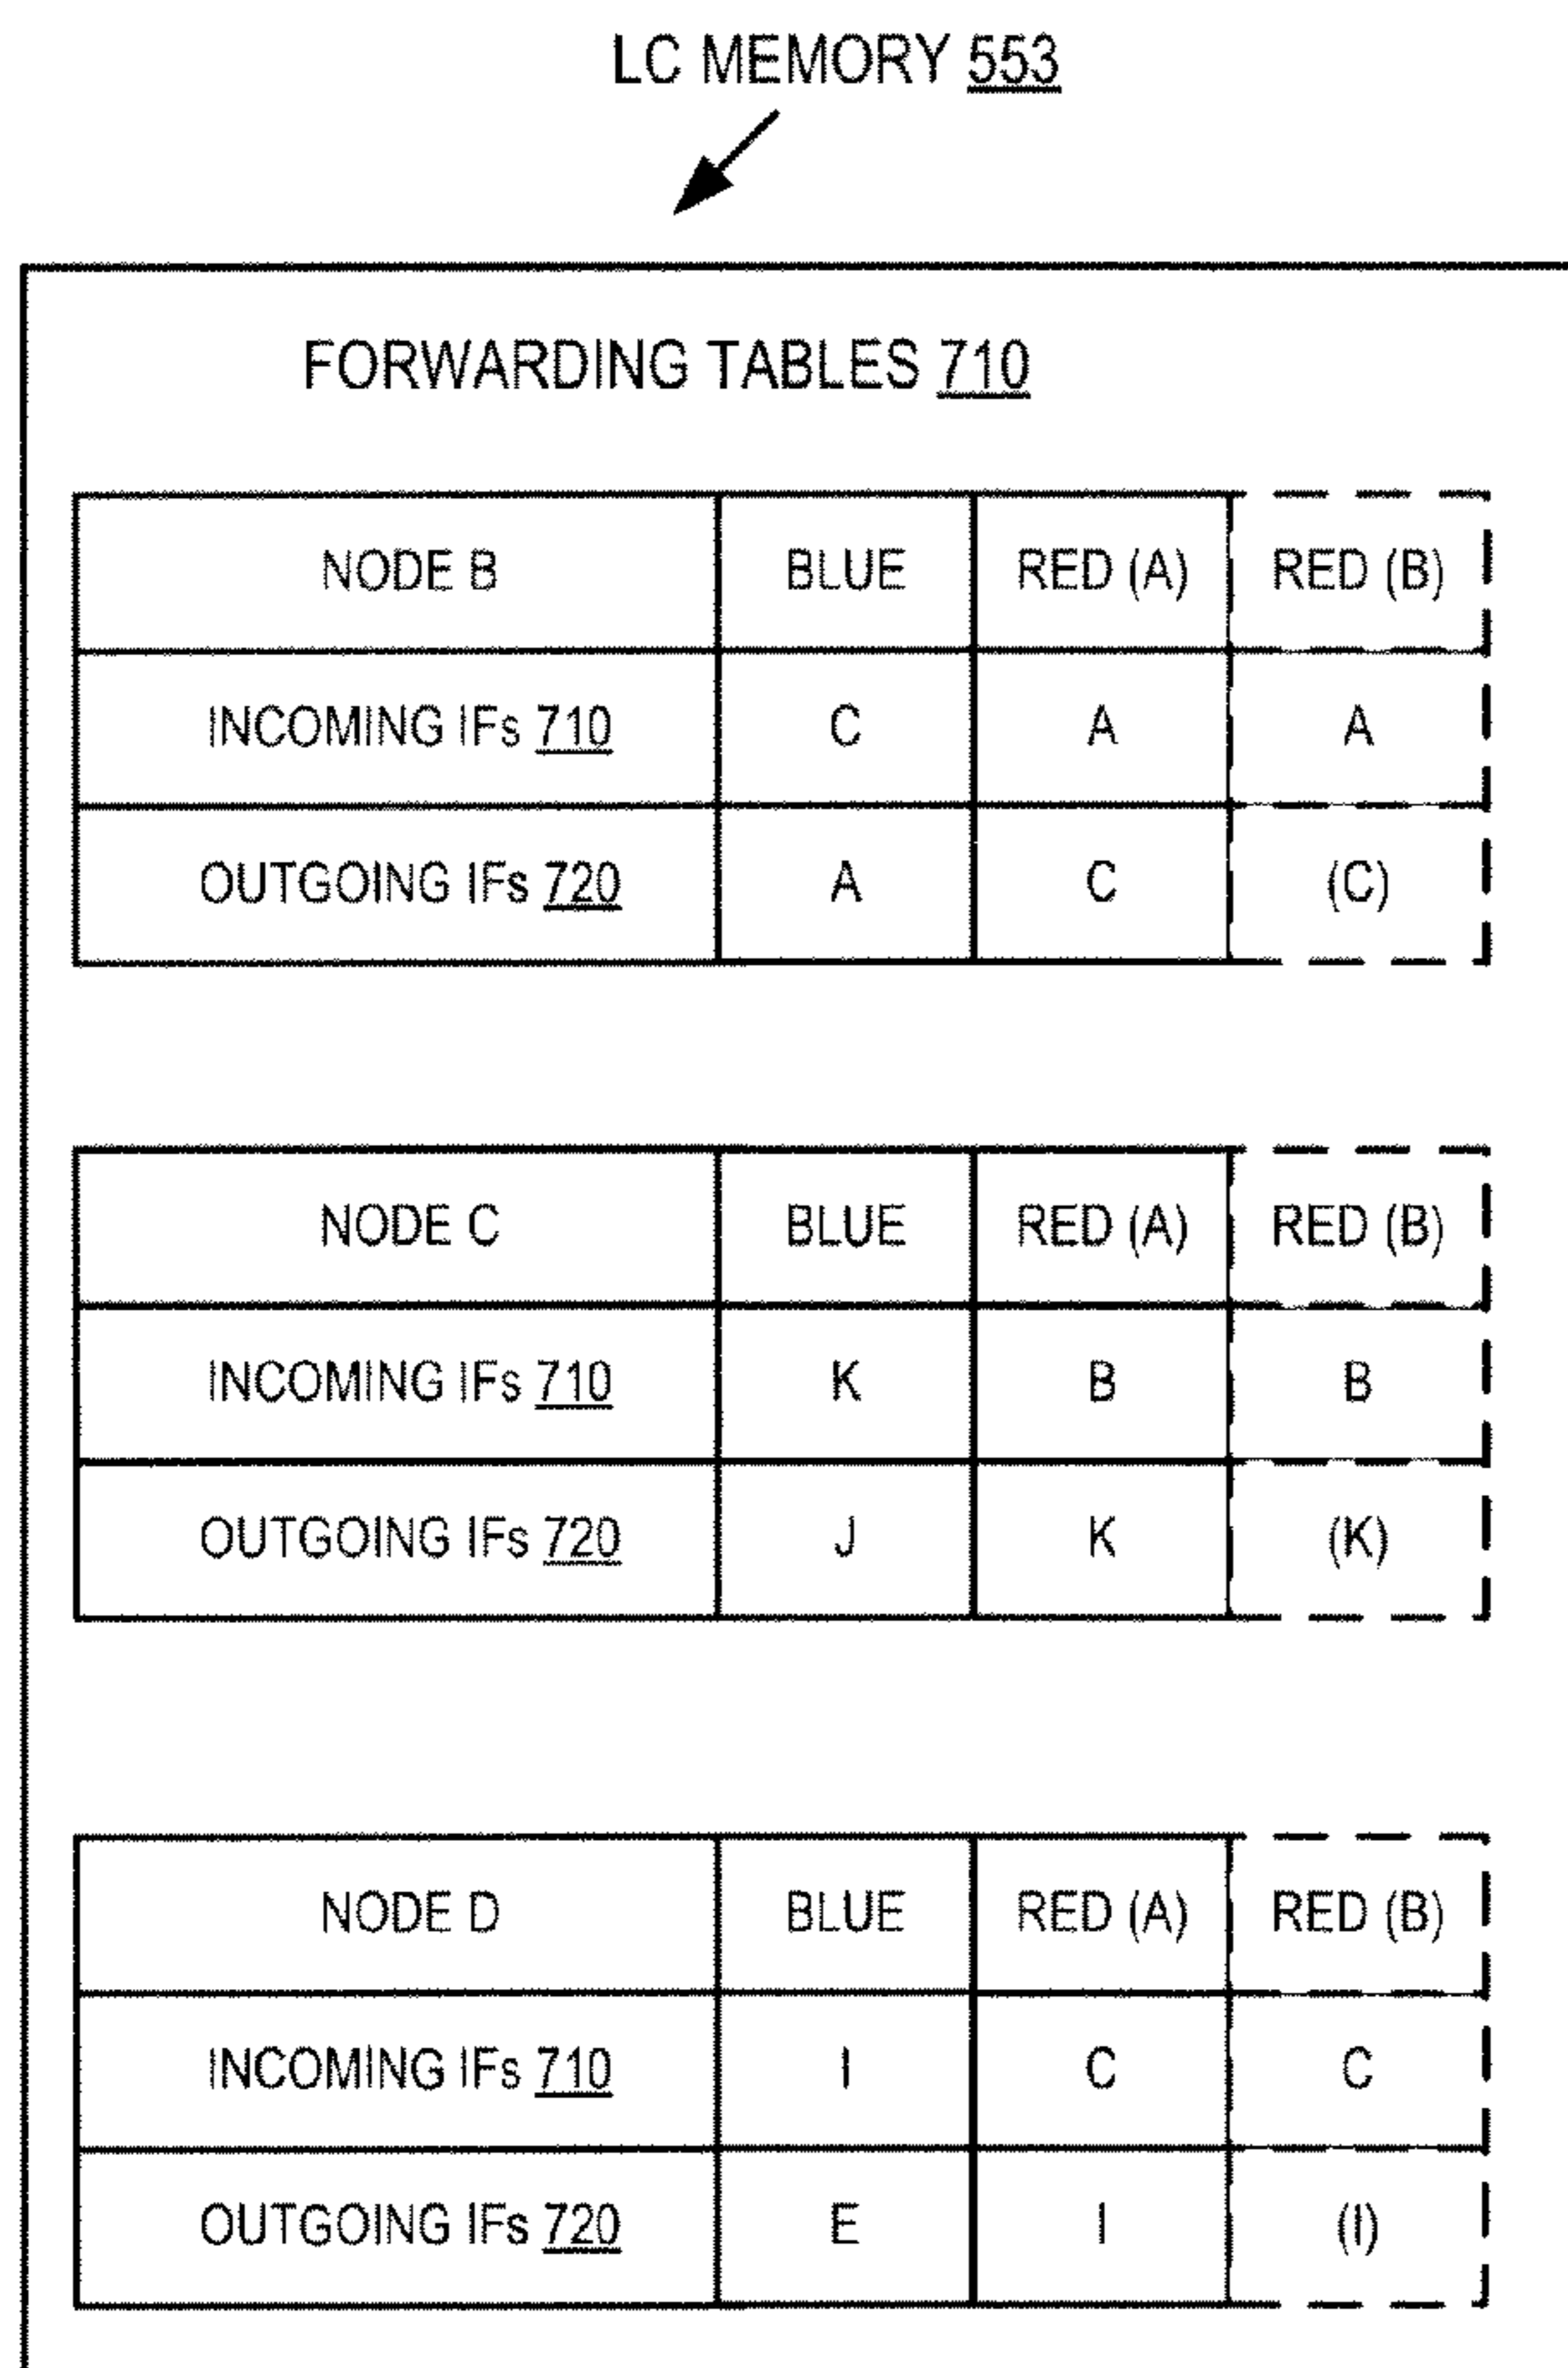 LC MEMORY 553
FORWARDING TABLES 710
NODE B BLUE RED (A) RED (B)
INCOMING IFs 710 C A A
OUTGOING IFs 720 A C (C)
NODE C BLUE RED (A) RED (B)
INCOMING IFs 710 K B B
OUTGOING IFs 720 J K (K)
NODE D BLUE RED (A) RED (B)
INCOMING IFs 710 I C C
OUTGOING IFs 720 E I (I)